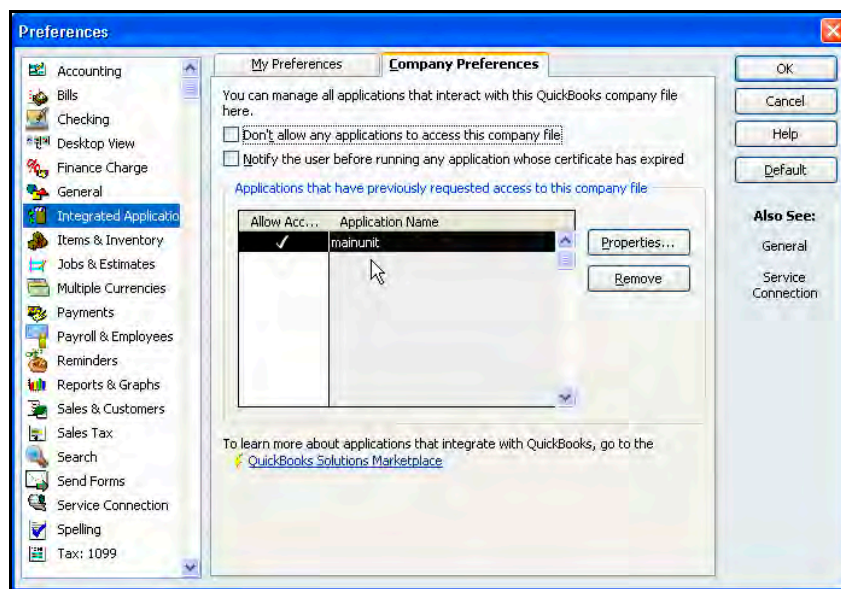 Preferences
Accounting
Bills
Checking
Desktop View
Finance Charge
General
Integrated Applicatio
Items & Inventory
Jobs & Estimates
Multiple Currencies
Payments
Payroll & Employees
Reminders
Reports & Graphs
Sales & Customers
Sales Tax
Search
Send Forms
Service Connection
Spelling
Tax: 1099
My Preferences
Company Preferences
You can manage all applications that interact with this QuickBooks company file
here.
Don't allow any applications to access this company file
Notify the user before running any application whose certificate has expired
Applications that have previously requested access to this company file
Allow Acc...
Application Name
mainunit
Properties...
Remove
To learn more about applications that integrate with QuickBooks, go to the
QuickBooks Solutions Marketplace
OK
Cancel
Help
Default
Also See:
General
Service
Connection